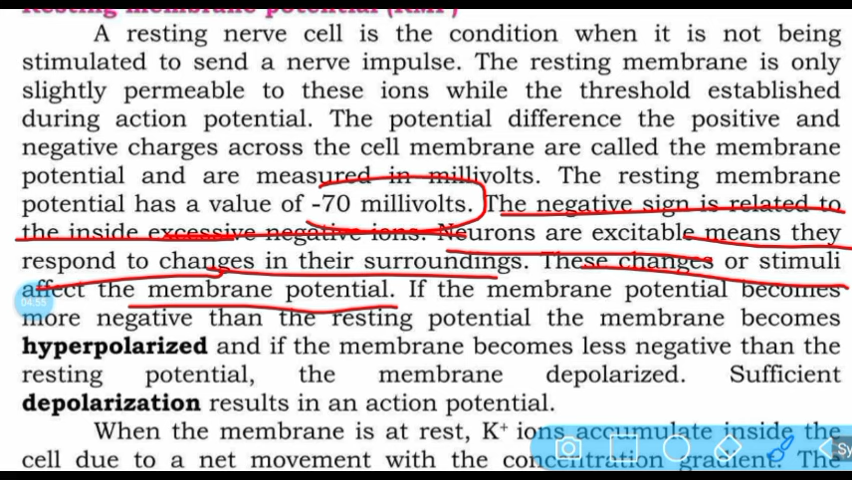 Resting membrane potential (RMP)
A resting nerve cell is the condition when it is not being
stimulated to send a nerve impulse. The resting membrane is only
slightly permeable to these ions while the threshold established
during action potential. The potential difference the positive and
negative charges across the cell membrane are called the membrane
potential and are measured in millivolts. The resting membrane
potential has a value of -70 millivolts. The negative sign is related to
the inside excessive negative ions. Neurons are excitable means they
respond to changes in their surroundings. These changes or stimuli
affect the membrane potential. If the membrane potential becomes
04:55
more negative than the resting potential the membrane becomes
hyperpolarized and if the membrane becomes less negative than the
resting potential, the membrane depolarized. Sufficient
depolarization results in an action potential.
When the membrane is at rest, K⁺ ions accumulate inside the
cell due to a net movement with the concentration gradient. The
Sy